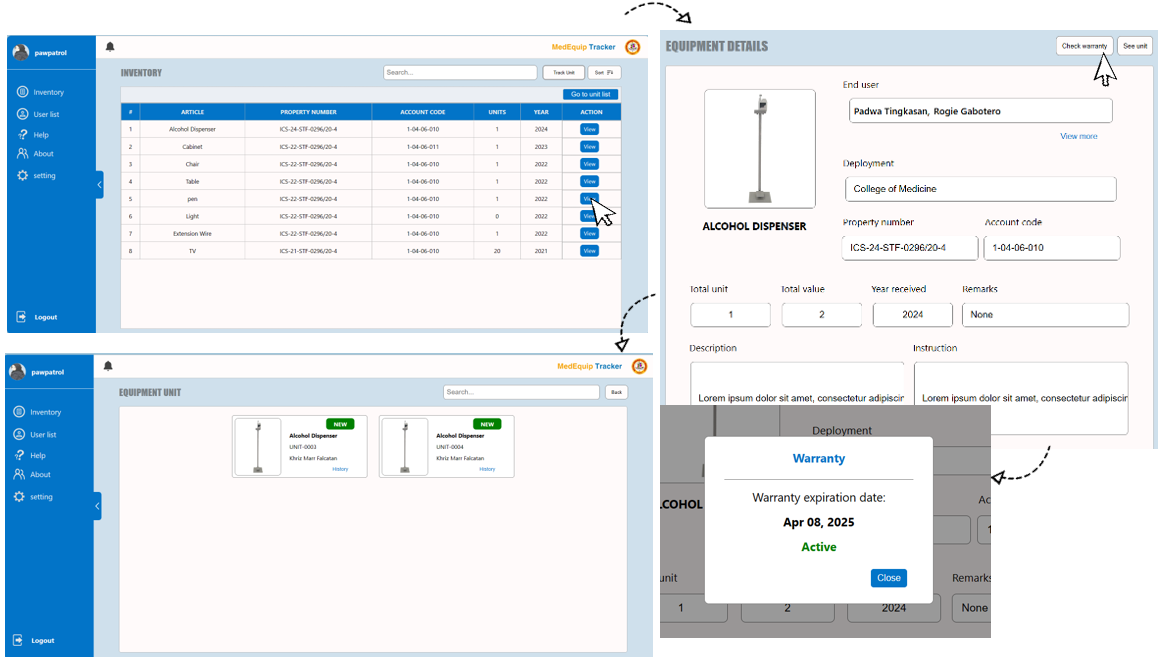 pawpatrol
MedEquip Tracker
Inventory
User list
Help
About
setting
Logout
INVENTORY
Search...
Track Unit
Sort
Go to unit list
# ARTICLE PROPERTY NUMBER ACCOUNT CODE UNITS YEAR ACTION
1 Alcohol Dispenser ICS-24-STF-0296/20-4 1-04-06-010 1 2024 View
2 Cabinet ICS-22-STF-0296/20-4 1-04-06-011 1 2023 View
3 Chair ICS-22-STF-0296/20-4 1-04-06-010 1 2022 View
4 Table ICS-22-STF-0296/20-4 1-04-06-010 1 2022 View
5 pen ICS-22-STF-0296/20-4 1-04-06-010 1 2022 View
6 Light ICS-22-STF-0296/20-4 1-04-06-010 0 2022 View
7 Extension Wire ICS-22-STF-0296/20-4 1-04-06-010 1 2022 View
8 TV ICS-21-STF-0296/20-4 1-04-06-010 20 2021 View
EQUIPMENT DETAILS
Check warranty
See unit
End user
Padwa Tingkasan, Rogie Gabotero
View more
Deployment
College of Medicine
ALCOHOL DISPENSER
Property number Account code
ICS-24-STF-0296/20-4 1-04-06-010
Total unit Total value Year received Remarks
1 2 2024 None
Description Instruction
Lorem ipsum dolor sit amet, consectetur adipiscir Lorem ipsum dolor sit amet, consectetur adipiscin
pawpatrol
MedEquip Tracker
Inventory
User list
Help
About
setting
Logout
EQUIPMENT UNIT
Search...
Back
NEW
Alcohol Dispenser
UNIT-0003
Khriz Marr Falcatan
History
NEW
Alcohol Dispenser
UNIT-0004
Khriz Marr Falcatan
History
Deployment
LCOHOL
Ac
1
unit
Remarks
1 2 2024 None
Warranty
Warranty expiration date:
Apr 08, 2025
Active
Close